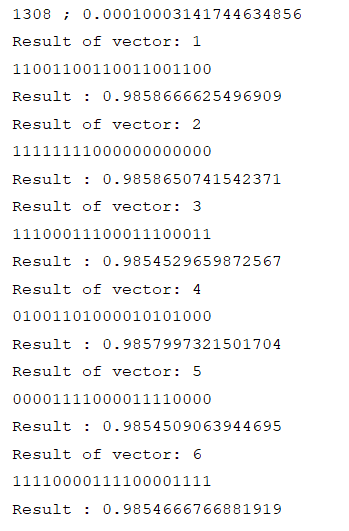 1308 ; 0.00010003141744634856
Result of vector: 1
11001100110011001100
Result : 0.9858666625496909
Result of vector: 2
11111111000000000000
Result : 0.9858650741542371
Result of vector: 3
11100011100011100011
Result : 0.9854529659872567
Result of vector: 4
01001101000010101000
Result : 0.9857997321501704
Result of vector: 5
00001111000011110000
Result : 0.9854509063944695
Result of vector: 6
11110000111100001111
Result : 0.9854666766881919